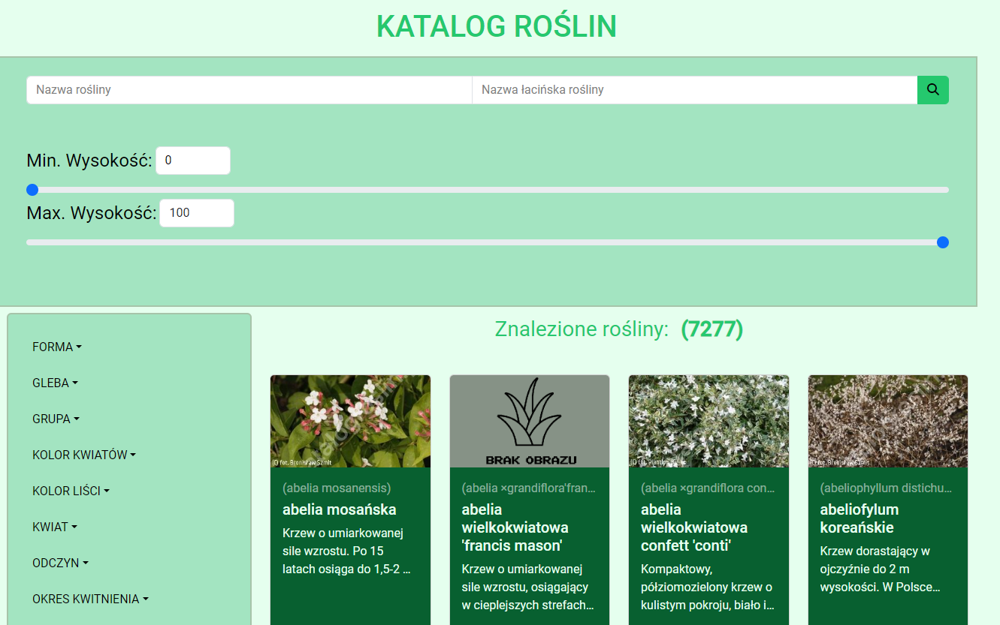 KATALOG ROŚLIN
Nazwa rośliny
Nazwa łacińska rośliny
Min. Wysokość: 0
Max. Wysokość: 100
FORMA
GLEBA
GRUPA
KOLOR KWIATÓW
KOLOR LIŚCI
KWIAT
ODCZYN
OKRES KWITNIENIA
Znalezione rośliny: (7277)
(C) fot. Bronisław Szmit
(abelia mosanensis)
abelia mosańska
Krzew o umiarkowanej
sile wzrostu. Po 15
latach osiąga do 1,5-2 ...
BRAK OBRAZU
(abelia ×grandiflora'fran...
abelia
wielkokwiatowa
'francis mason'
Krzew o umiarkowanej
sile wzrostu, osiągający
w cieplejszych strefach...
(C) fot.
(abelia ×grandiflora con...
abelia
wielkokwiatowa
confett 'conti'
Kompaktowy,
półziomozielony krzew o
kulistym pokroju, biało i...
(C) fot. Bronisław Szmit
(abeliophyllum distichu...
abeliofylum
koreańskie
Krzew dorastający w
ojczyźnie do 2 m
wysokości. W Polsce...